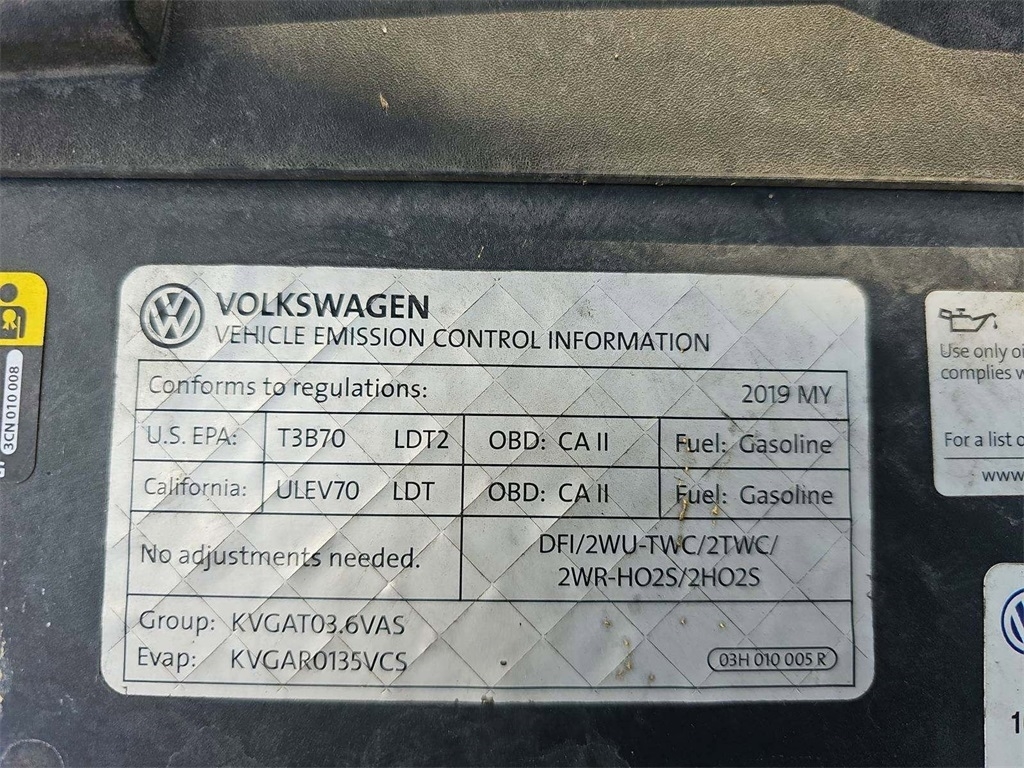 VOLKSWAGEN
VEHICLE EMISSION CONTROL INFORMATION
Conforms to regulations: 2019 MY
U.S. EPA: T3B70 LDT2 OBD: CA II Fuel: Gasoline
California: ULEV70 LDT OBD: CA II Fuel: Gasoline
No adjustments needed. DFI/2WU-TWC/2TWC/
2WR-HO2S/2HO2S
Group: KVGAT03.6VAS
Evap: KVGAR0135VCS 03H 010 005 R
3CN 010 008
Use only
complies
For a list
www